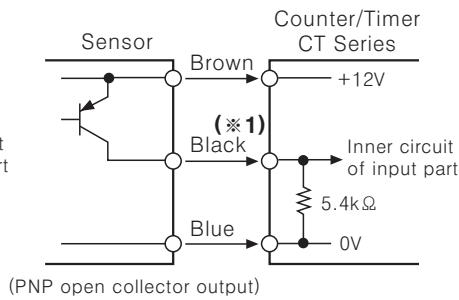 Counter/Timer
CT Series
Sensor
Brown
+12V
(※1)
Black
Inner circuit
of input part
t
rt
5.4kΩ
Blue
0V
(PNP open collector output)